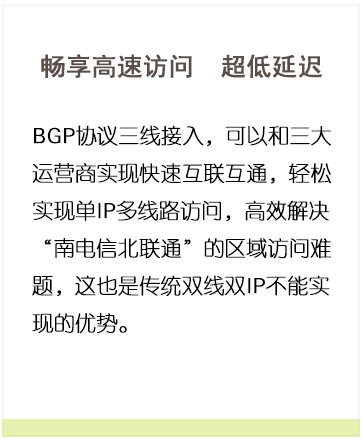 畅享高速访问 超低延迟
BGP协议三线接入，可以和三大
运营商实现快速互联互通，轻松
实现单IP多线路访问，高效解决
“南电信北联通”的区域访问难
题，这也是传统双线双IP不能实
现的优势。